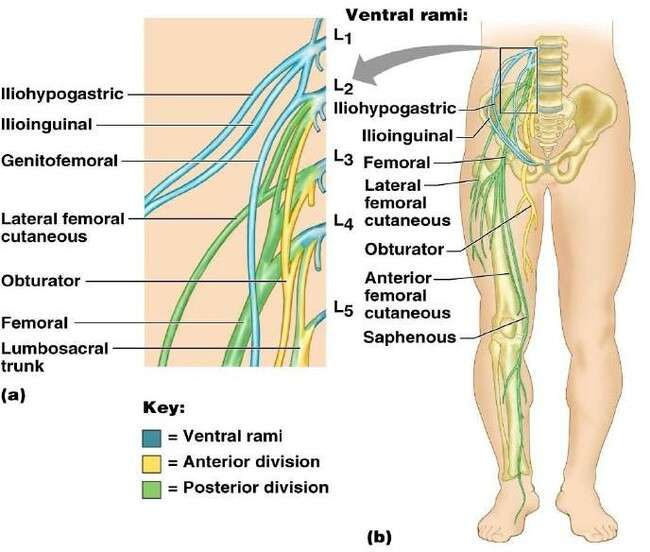 (a)
Ventral rami:
L1
L2
L3
L4
L5
Iliohypogastric
Ilioinguinal
Genitofemoral
Lateral femoral
cutaneous
Obturator
Femoral
Lumbosacral
trunk
(a)
Key:
= Ventral rami
= Anterior division
= Posterior division
Iliohypogastric
Ilioinguinal
Femoral
Lateral
femoral
cutaneous
Obturator
Anterior
femoral
cutaneous
Saphenous
(b)